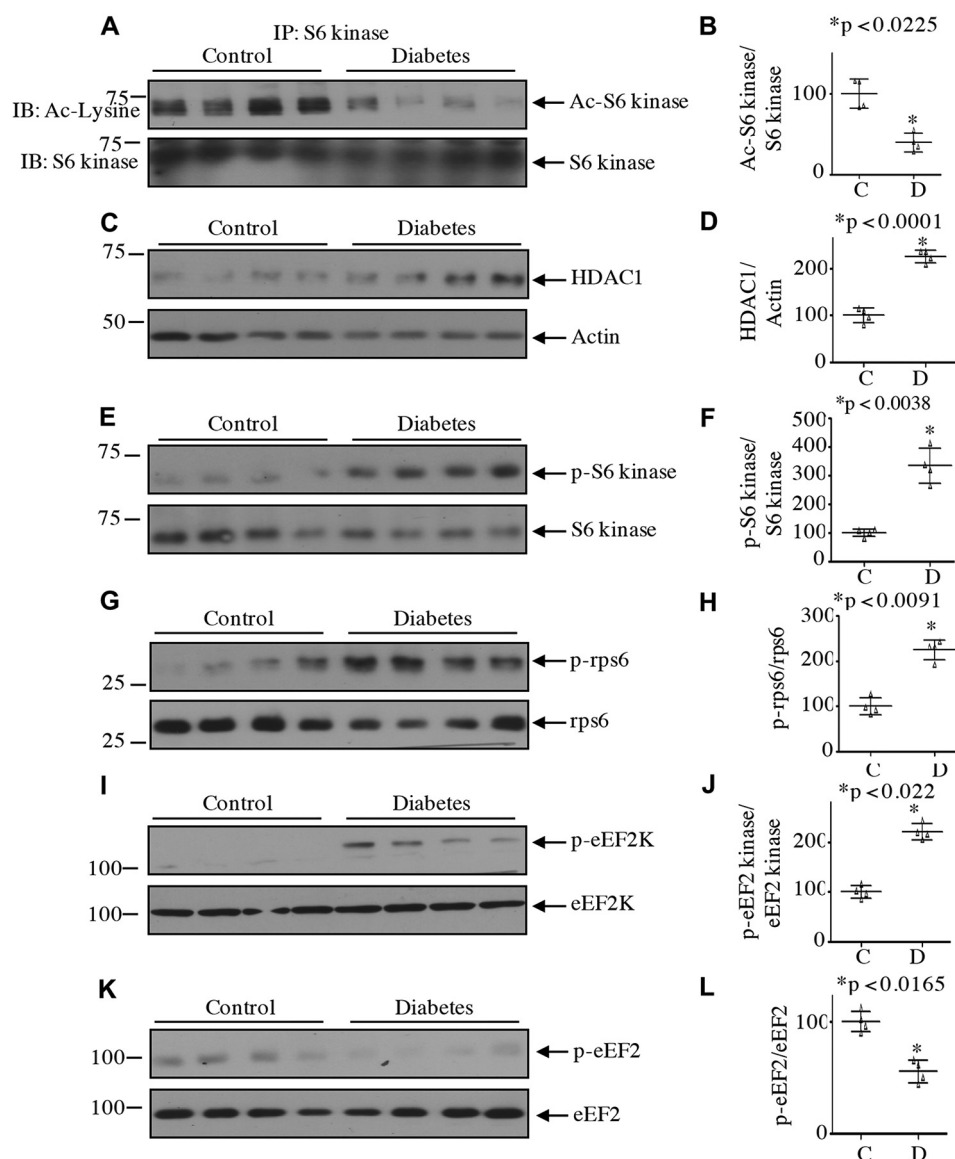 A
IP: S6 kinase
Control Diabetes
75
IB: Ac-Lysine
Ac-S6 kinase
75
IB: S6 kinase
S6 kinase
B
*p<0.0225
Ac-S6 kinase/
S6 kinase
100
*
0
C D
C
Control Diabetes
75
HDAC1
50
Actin
D
*p<0.0001
*
HDAC1/
Actin
200
100
0
C D
E
Control Diabetes
75
p-S6 kinase
75
S6 kinase
F
*p<0.0038
p-S6 kinase/
S6 kinase
500
*
400
300
200
100
0
C D
G
Control Diabetes
p-rps6
25
rps6
25
H
*p<0.0091
p-rps6/rps6
300
*
200
100
0
C D
I
Control Diabetes
p-eEF2K
100
eEF2K
100
J
*p<0.022
*
p-eEF2 kinase/
eEF2 kinase
200
100
0
C D
K
Control Diabetes
p-eEF2
100
100
eEF2
L
*p<0.0165
p-eEF2/eEF2
100
*
0
C D